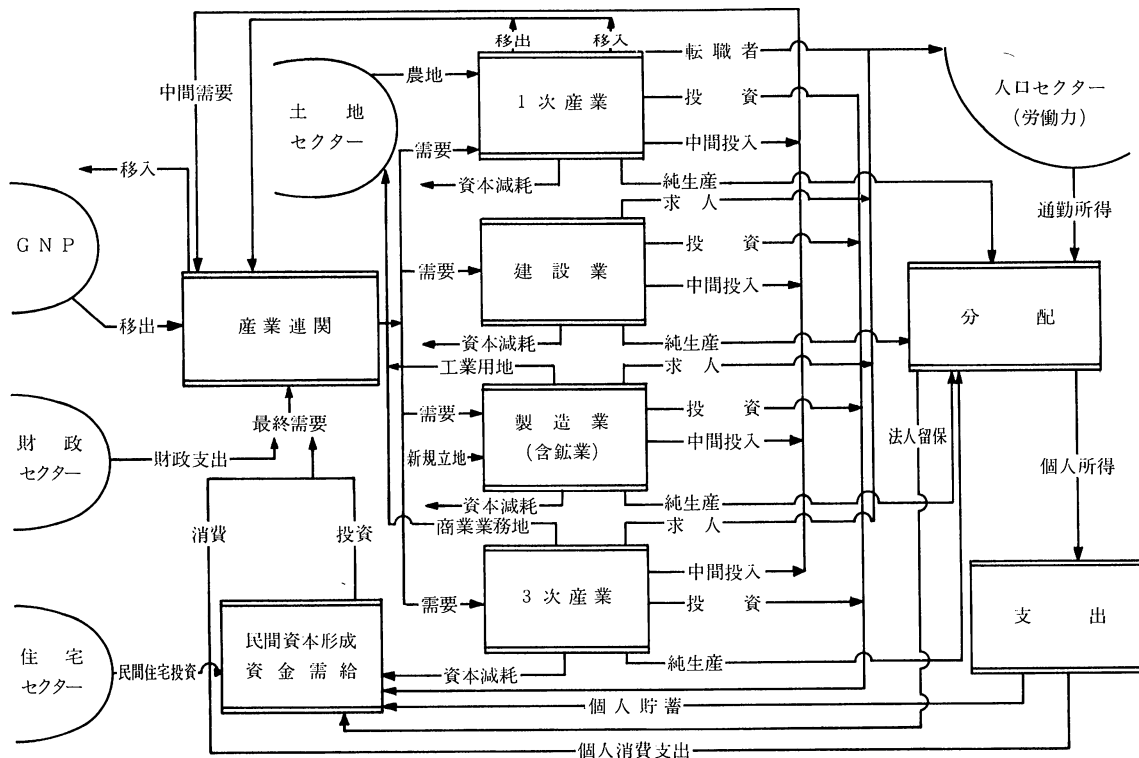 移出
移入
転職者
中間需要
農地
1次産業
投資
人口セクター
(労働力)
土地
セクター
需要
中間投入
移入
資本減耗
純生産
求人
通勤所得
GNP
投資
需要
建設業
中間投入
産業連関
分配
移出
資本減耗
純生産
工業用地
求人
最終需要
需要
製造業
(含鉱業)
投資
法人留保
財政
セクター
財政支出
新規立地
中間投入
個人所得
資本減耗
純生産
消費
投資
商業業務地
求人
中間投入
3次産業
需要
投資
支出
住宅
セクター
民間住宅投資
民間資本形成
資金需給
資本減耗
純生産
個人貯蓄
個人消費支出